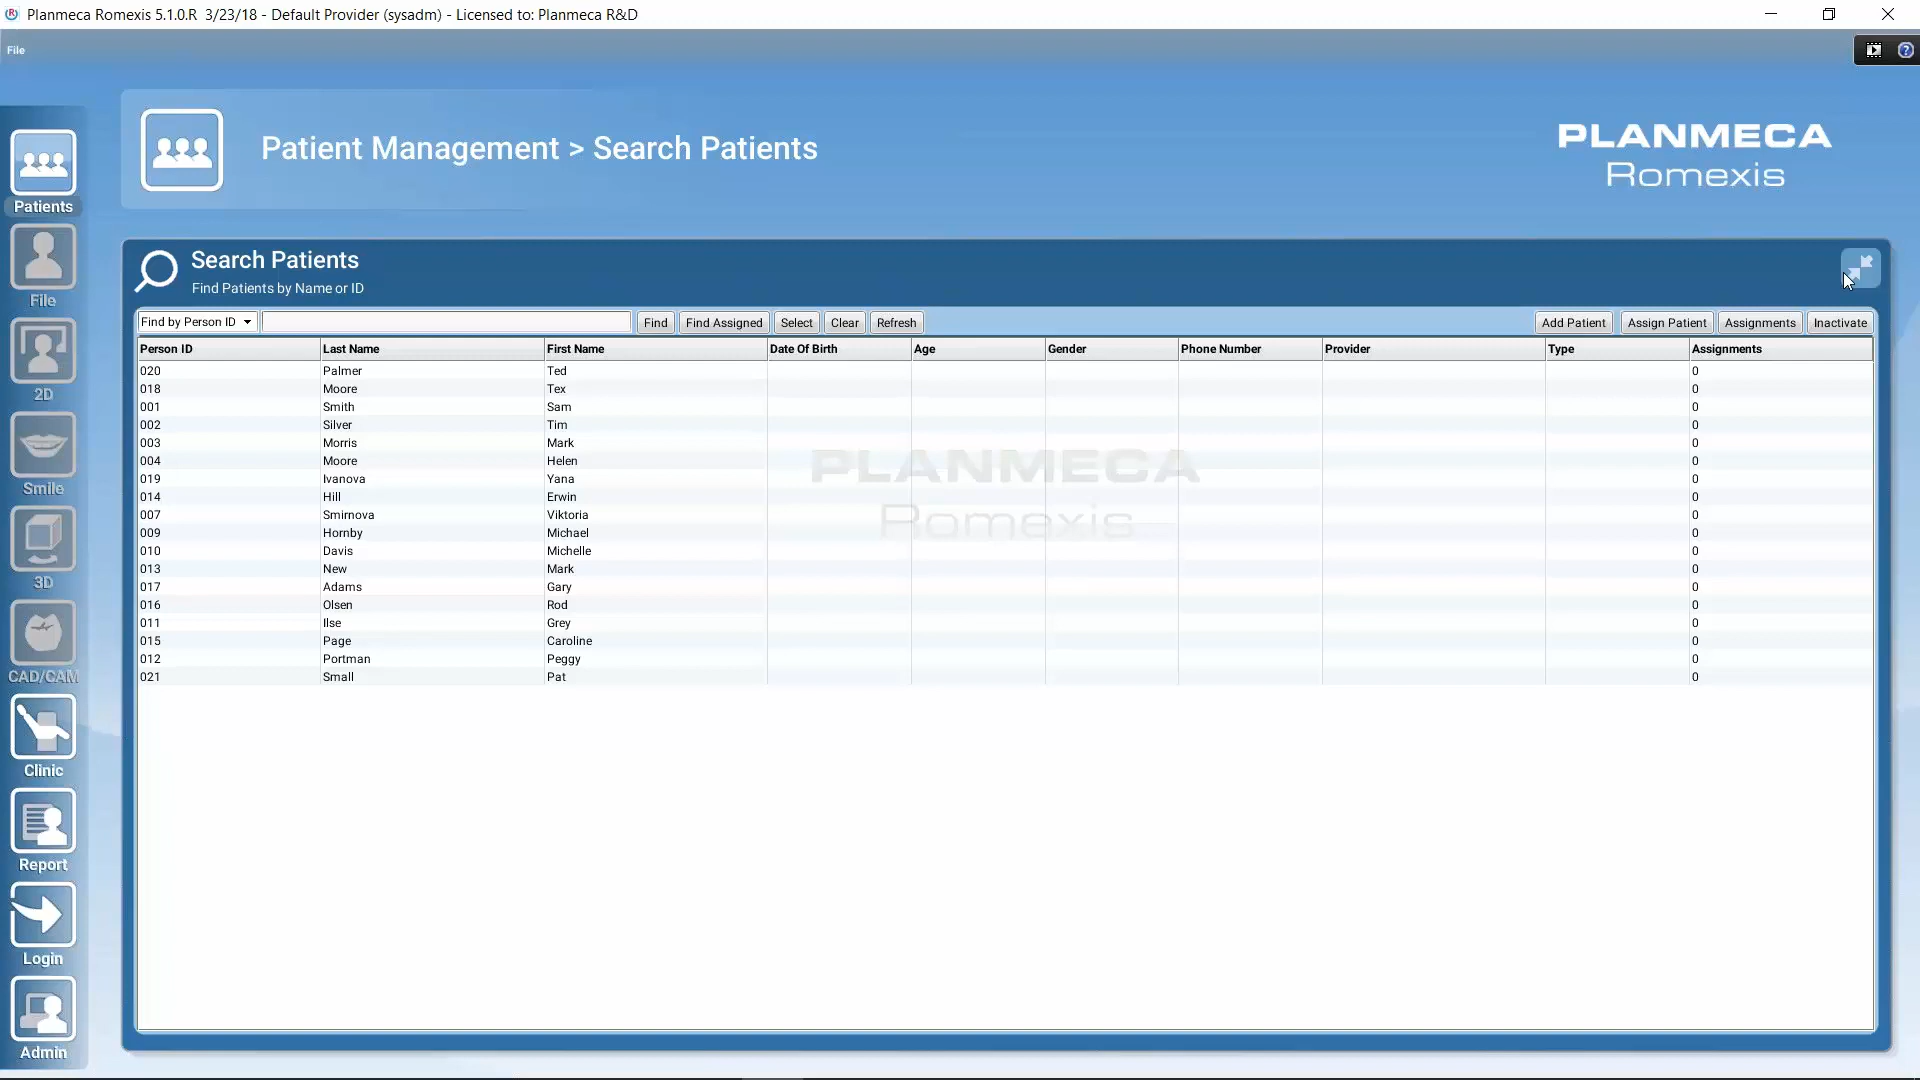 Planmeca Romexis 5.1.0.R  3/23/18 - Default Provider (sysadm) - Licensed to: Planmeca R&D
File
Patient Management > Search Patients
PLANMECA
Romexis
Patients
File
2D
Smile
3D
CAD/CAM
Clinic
Report
Login
Admin
Search Patients
Find Patients by Name or ID
Find by Person ID Find Find Assigned Select Clear Refresh Add Patient Assign Patient Assignments Inactivate
Person ID Last Name First Name Date Of Birth Age Gender Phone Number Provider Type Assignments
020 Palmer Ted 0
018 Moore Tex 0
001 Smith Sam 0
002 Silver Tim 0
003 Morris Mark 0
004 Moore Helen 0
019 Ivanova Yana 0
014 Hill Erwin 0
007 Smirnova Viktoria 0
009 Hornby Michael 0
010 Davis Michelle 0
013 New Mark 0
017 Adams Gary 0
016 Olsen Rod 0
011 Ilse Grey 0
015 Page Caroline 0
012 Portman Peggy 0
021 Small Pat 0
PLANMECA
Romexis